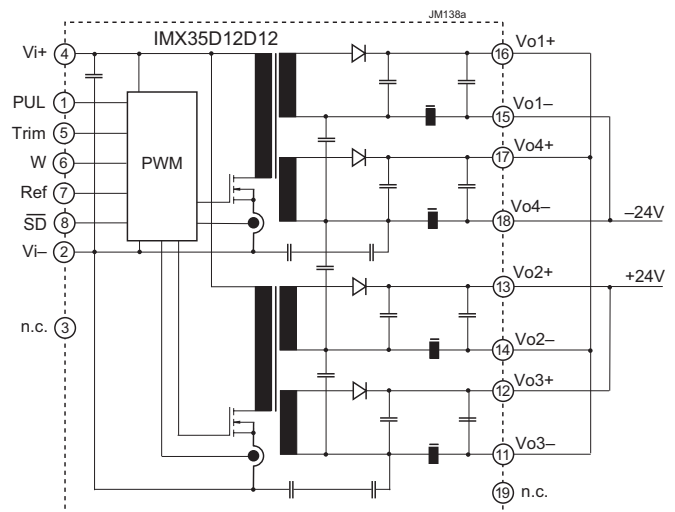 JM138a
IMX35D12D12
Vi+ 4
PUL 1
Trim 5
W 6
Ref 7
SD 8
Vi– 2
n.c. 3
PWM
16 Vo1+
15 Vo1–
17 Vo4+
18 Vo4–
–24V
+24V
13 Vo2+
14 Vo2–
12 Vo3+
11 Vo3–
19 n.c.